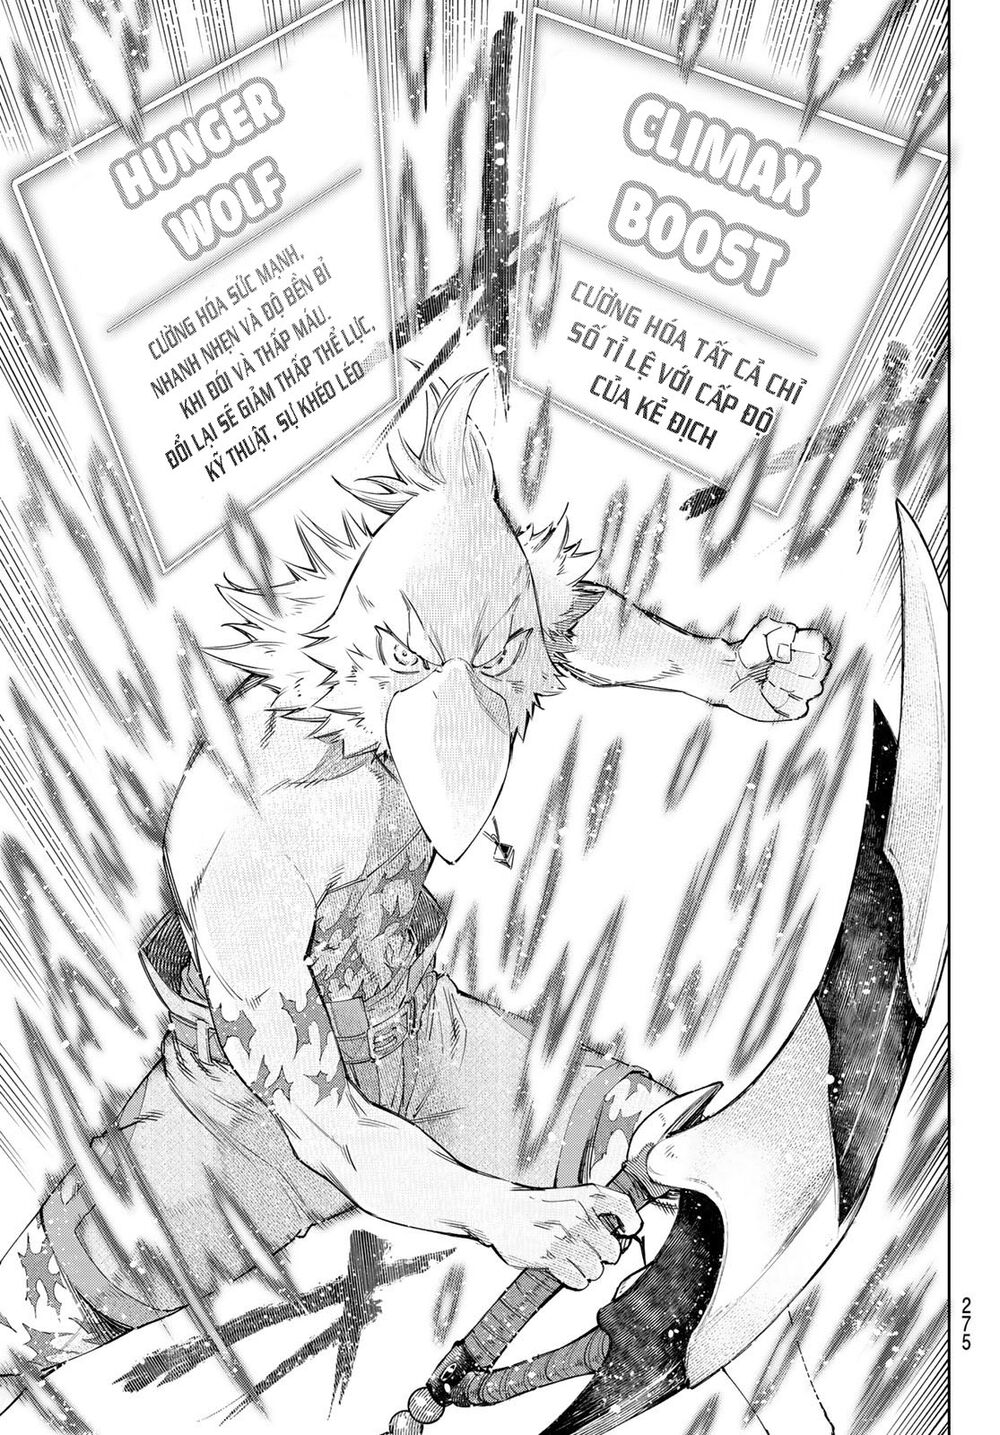 HUNGER
WOLF
CƯỜNG HÓA SỨC MẠNH,
NHANH NHẸN VÀ ĐỘ BỀN BỈ
KHI ĐÓI VÀ THẤP MÁU.
ĐỔI LẠI SẼ GIẢM THẤP THỂ LỰC,
KỸ THUẬT, SỰ KHÉO LÉO
CLIMAX
BOOST
CƯỜNG HÓA TẤT CẢ CHỈ
SỐ TỈ LỆ VỚI CẤP ĐỘ
CỦA KẺ ĐỊCH
275